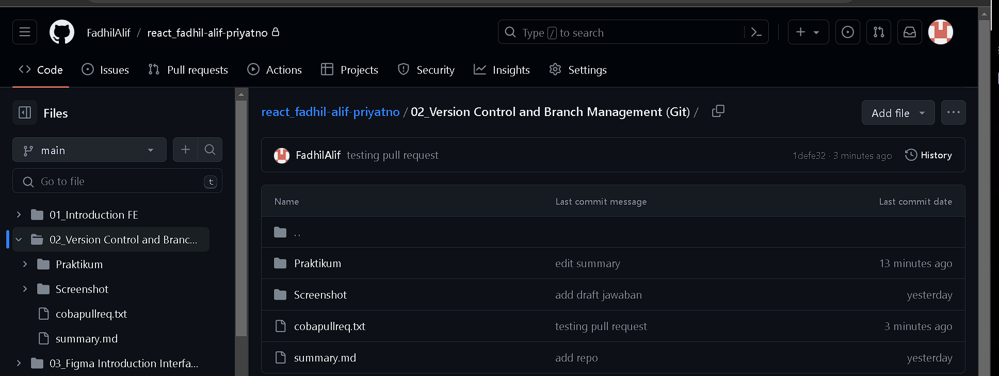 FadhilAlif / react_fadhil-alif-priyatno
Type / to search
Code Issues Pull requests Actions Projects Security Insights Settings
Files
main
Go to file
t
01_Introduction FE
02_Version Control and Branc...
Praktikum
Screenshot
cobapullreq.txt
summary.md
03_Figma Introduction Interfa...
react_fadhil-alif-priyatno / 02_Version Control and Branch Management (Git) /
Add file
FadhilAlif testing pull request
1defe32 · 3 minutes ago
History
Name Last commit message Last commit date
..
Praktikum edit summary 13 minutes ago
Screenshot add draft jawaban yesterday
cobapullreq.txt testing pull request 3 minutes ago
summary.md add repo yesterday